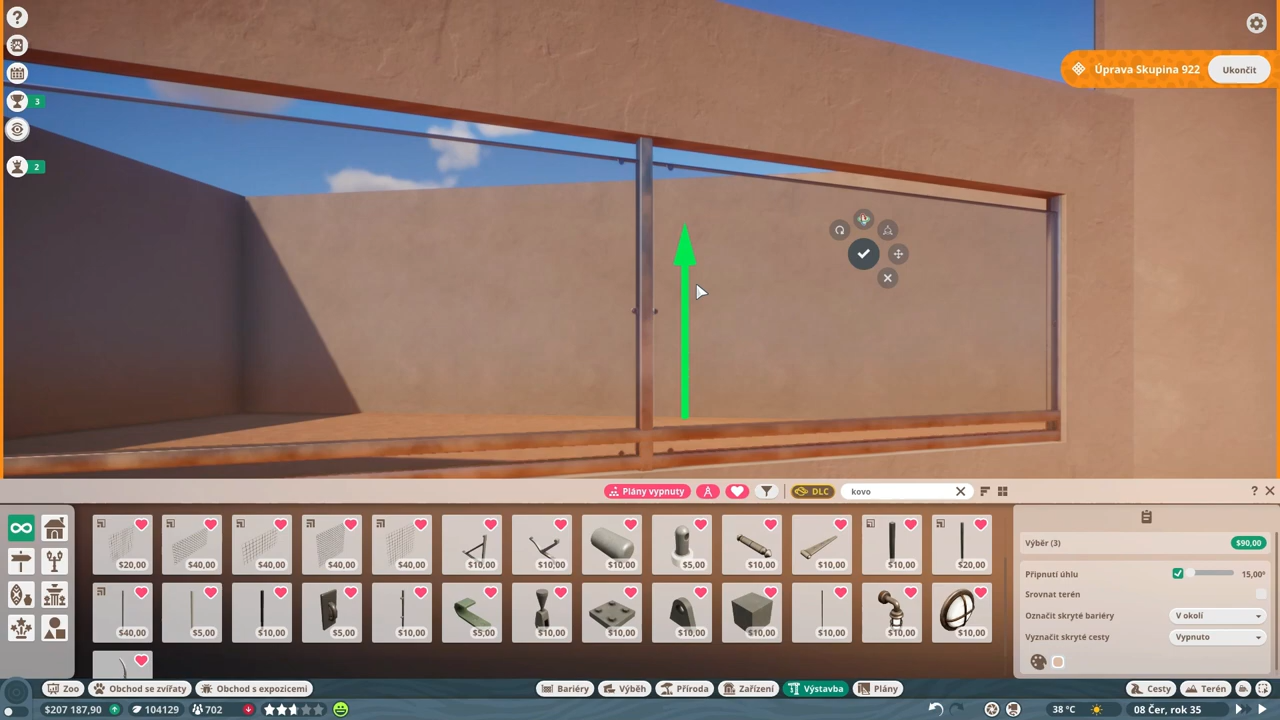 ?
3
2
Úprava Skupina 922
Ukončit
Plány vypnuty
DLC
kovo
?
$20,00
$40,00
$40,00
$40,00
$40,00
$10,00
$10,00
$10,00
$5,00
$10,00
$10,00
$10,00
$20,00
$40,00
$5,00
$10,00
$5,00
$10,00
$5,00
$10,00
$10,00
$10,00
$10,00
$10,00
$10,00
$10,00
Výběr (3)
$90,00
Připnutí úhlu
15,00°
Srovnat terén
Označit skryté bariéry
V okolí
Vyznačit skryté cesty
Vypnuto
Zoo
Obchod se zvířaty
Obchod s expozicemi
Bariéry
Výběh
Příroda
Zařízení
Výstavba
Plány
Cesty
Terén
$207 187,90
104129
702
38 °C
08 Čer, rok 35